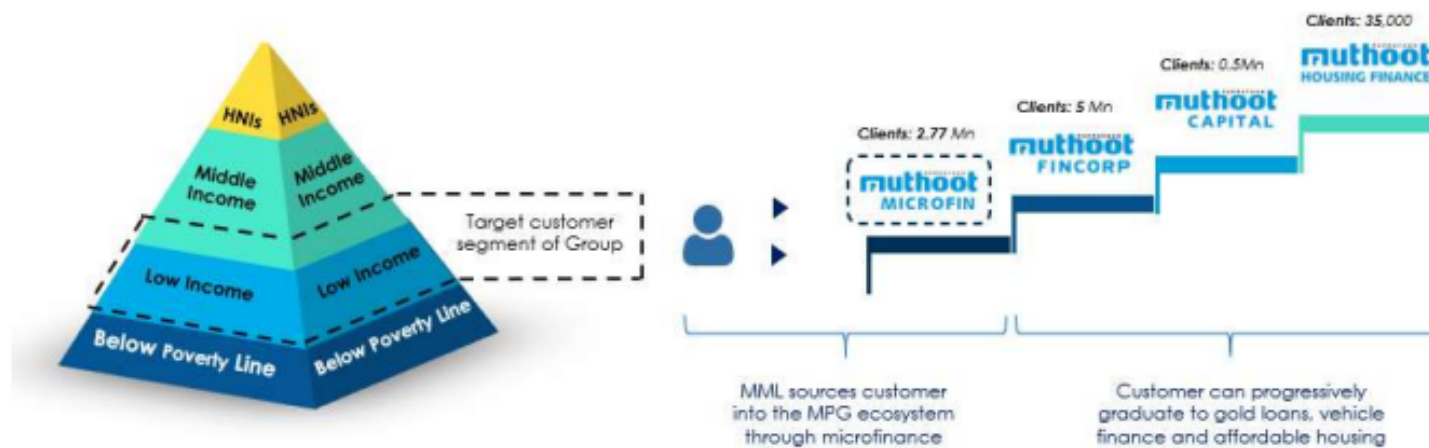 HNIs HNIs
Middle Income
Middle Income
Low Income
Low Income
Below Poverty Line
Below Poverty Line
Target customer
segment of Group
Clients: 2.77 Mn
muthoot
MICROFIN
Clients: 5 Mn
muthoot
FINCORP
Clients: 0.5Mn
muthoot
CAPITAL
Clients: 35,000
muthoot
HOUSING FINANCE
MML sources customer
into the MPG ecosystem
through microfinance
Customer can progressively
graduate to gold loans, vehicle
finance and affordable housing